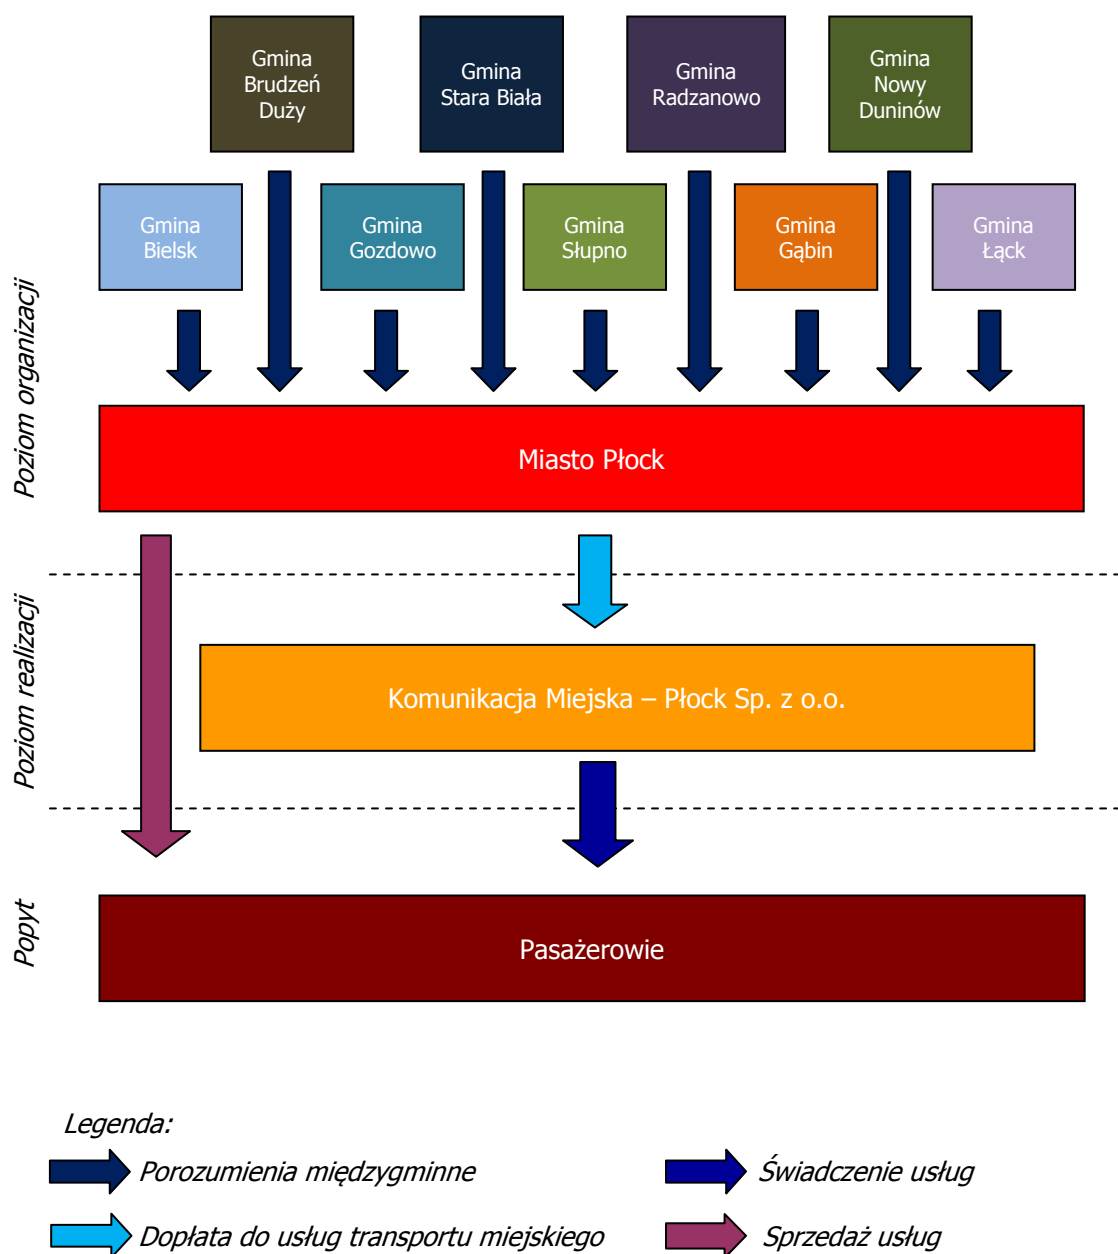 Gmina
Brudzeń
Duży
Gmina
Stara Biała
Gmina
Radzanowo
Gmina
Nowy
Duninów
Gmina
Bielsk
Gmina
Gozdowo
Gmina
Słupno
Gmina
Gąbin
Gmina
Łąck
Poziom organizacji
Miasto Płock
Poziom realizacji
Komunikacja Miejska – Płock Sp. z o.o.
Popyt
Pasażerowie
Legenda:
Porozumienia międzygminne
Świadczenie usług
Dopłata do usług transportu miejskiego
Sprzedaż usług